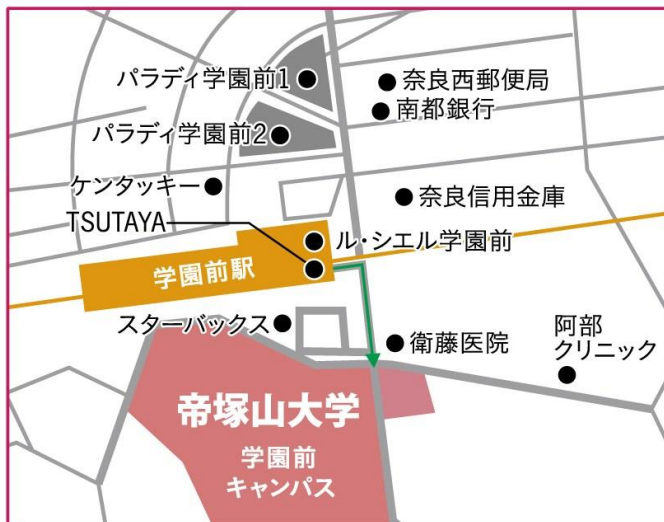 パラディ学園前1
奈良西郵便局
南都銀行
パラディ学園前2
ケンタッキー
奈良信用金庫
TSUTAYA
ル・シエル学園前
学園前駅
スターバックス
衛藤医院
阿部
クリニック
帝塚山大学
学園前
キャンパス